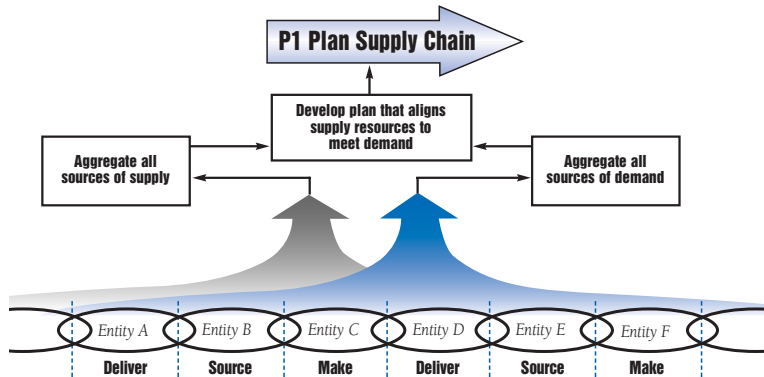 P1 Plan Supply Chain
Develop plan that aligns
supply resources to
meet demand
Aggregate all
sources of supply
Aggregate all
sources of demand
Entity A
Entity B
Entity C
Entity D
Entity E
Entity F
Deliver
Source
Make
Deliver
Source
Make